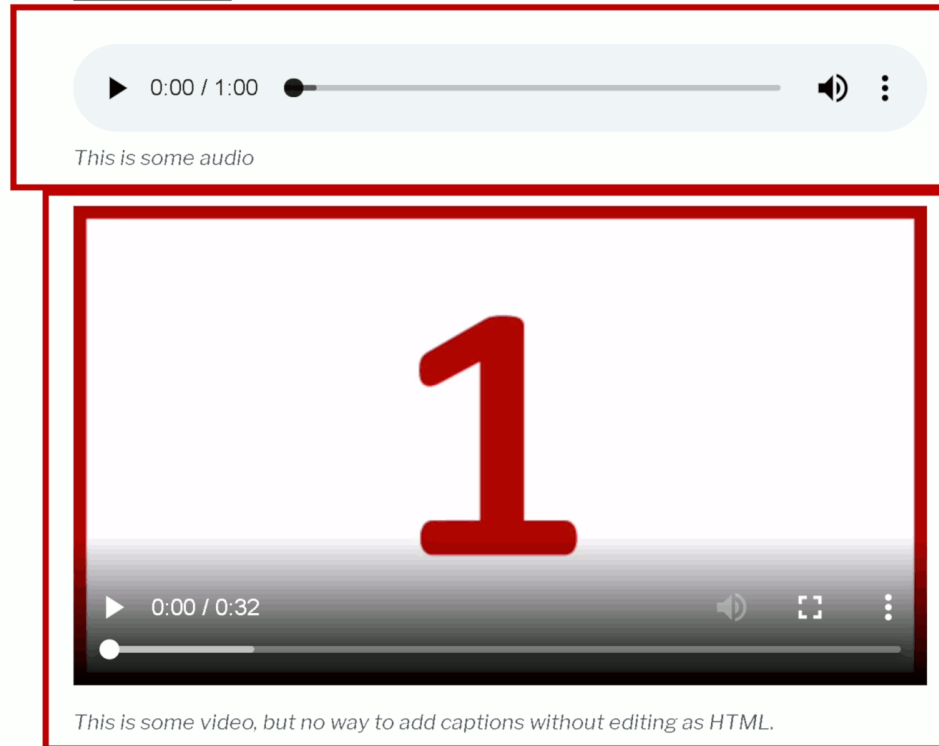 0:00 / 1:00
This is some audio
1
0:00 / 0:32
This is some video, but no way to add captions without editing as HTML.